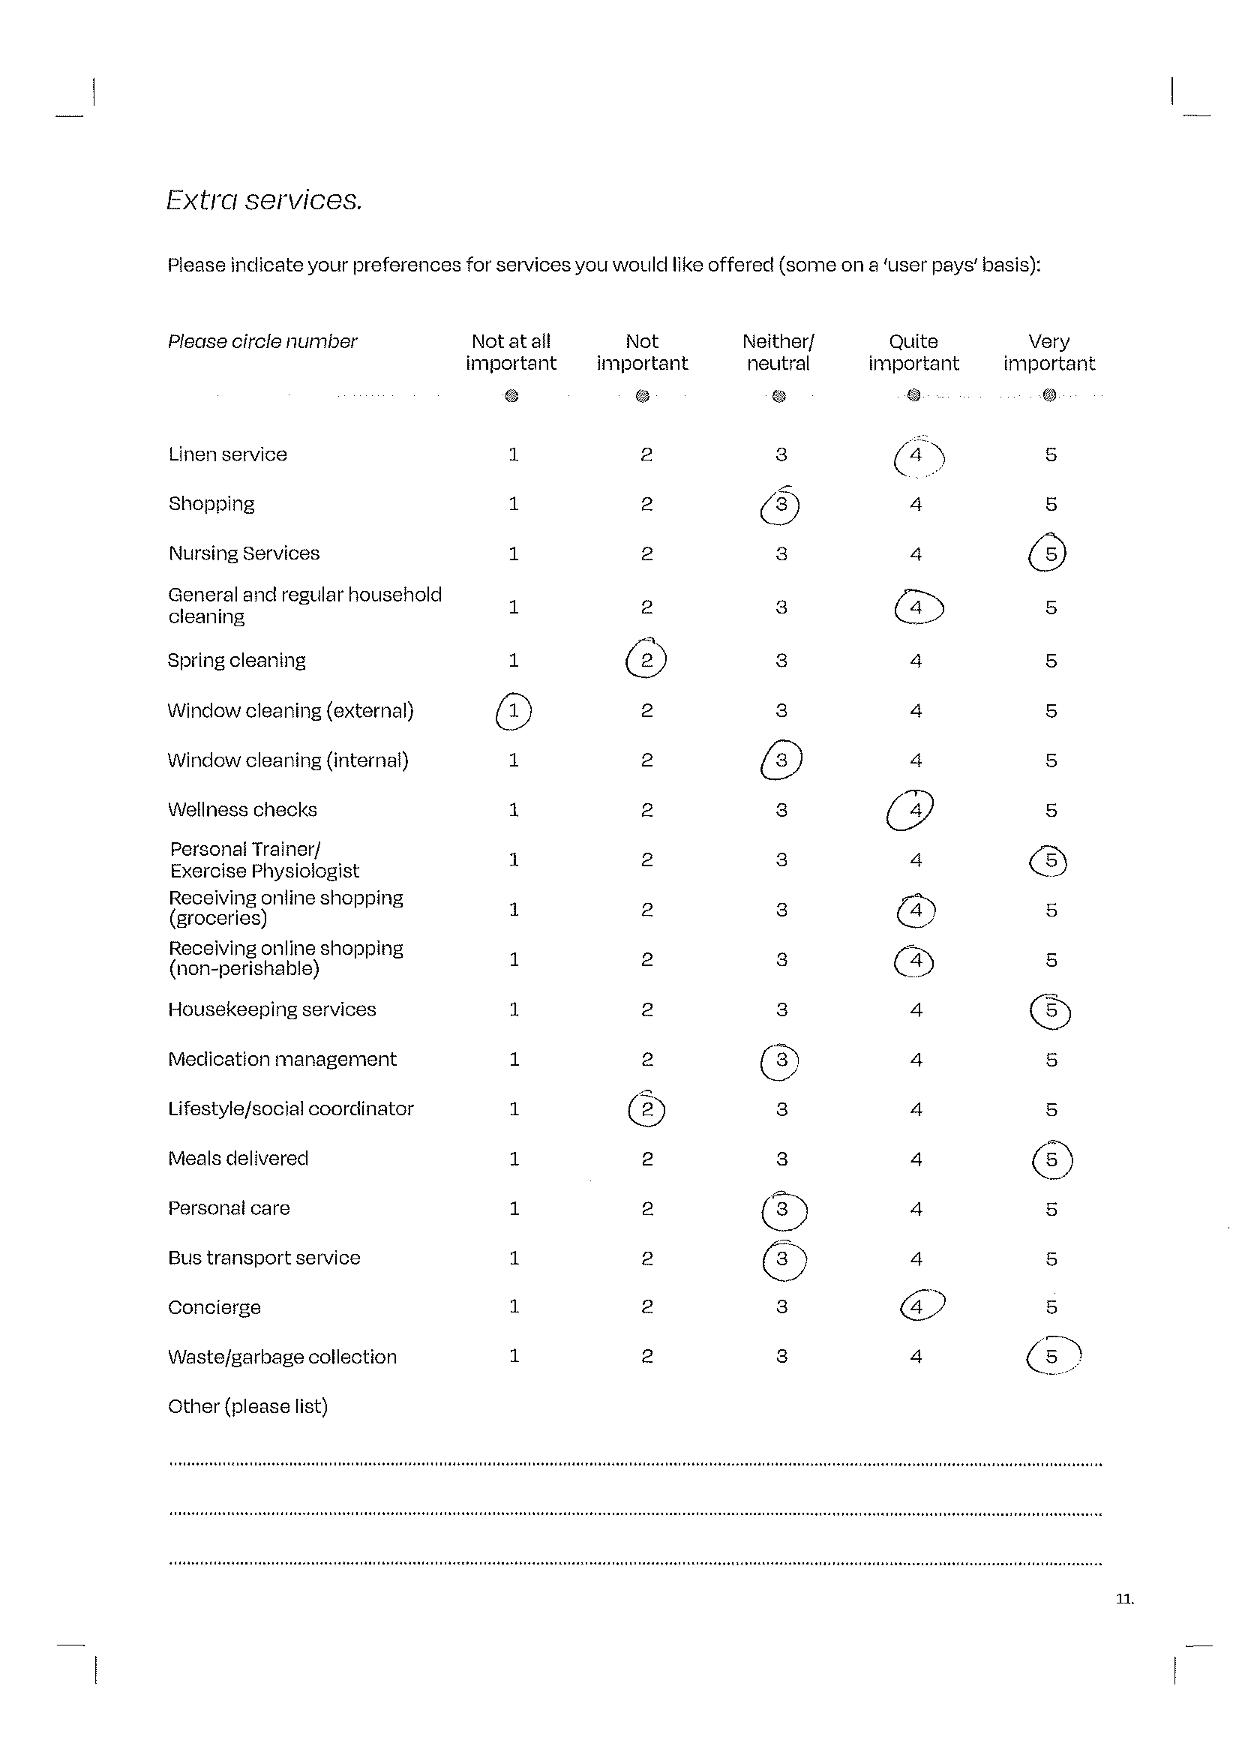 Extra services.
Please indicate your preferences for services you would like offered (some on a 'user pays' basis):
Please circle number Not at all Not Neither/ Quite Very
important important neutral important important
Linen service 1 2 3 4 5
Shopping 1 2 3 4 5
Nursing Services 1 2 3 4 5
General and regular household
cleaning 1 2 3 4 5
Spring cleaning 1 2 3 4 5
Window cleaning (external) 1 2 3 4 5
Window cleaning (internal) 1 2 3 4 5
Wellness checks 1 2 3 4 5
Personal Trainer/
Exercise Physiologist 1 2 3 4 5
Receiving online shopping
(groceries) 1 2 3 4 5
Receiving online shopping
(non-perishable) 1 2 3 4 5
Housekeeping services 1 2 3 4 5
Medication management 1 2 3 4 5
Lifestyle/social coordinator 1 2 3 4 5
Meals delivered 1 2 3 4 5
Personal care 1 2 3 4 5
Bus transport service 1 2 3 4 5
Concierge 1 2 3 4 5
Waste/garbage collection 1 2 3 4 5
Other (please list)
11.